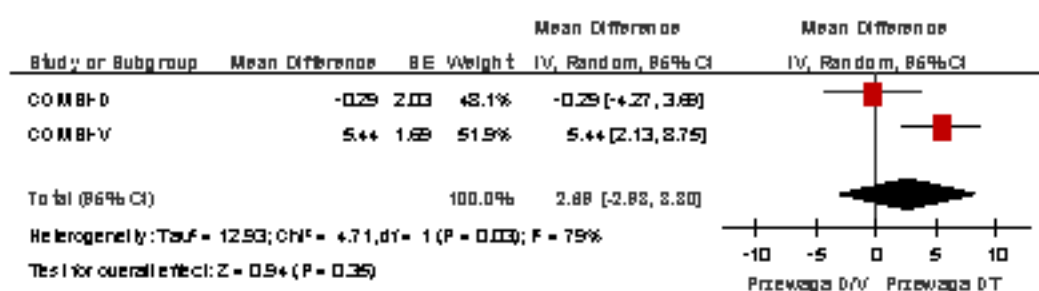 Mean Difference Mean Difference
Study or Subgroup Mean Difference SE Weight IV, Random, 95% CI IV, Random, 95% CI
COMBI-D -0.29 2.03 48.1% -0.29 [-4.27, 3.69]
COMBI-V 5.44 1.69 51.9% 5.44 [2.13, 8.75]
Total (95% CI) 100.0% 2.68 [-2.93, 8.30]
Heterogeneity: Tau² = 12.93; Chi² = 4.71, df = 1 (P = 0.03); I² = 79%
Test for overall effect: Z = 0.94 (P = 0.35)
-10 -5 0 5 10
Przewaga D/V Przewaga DT